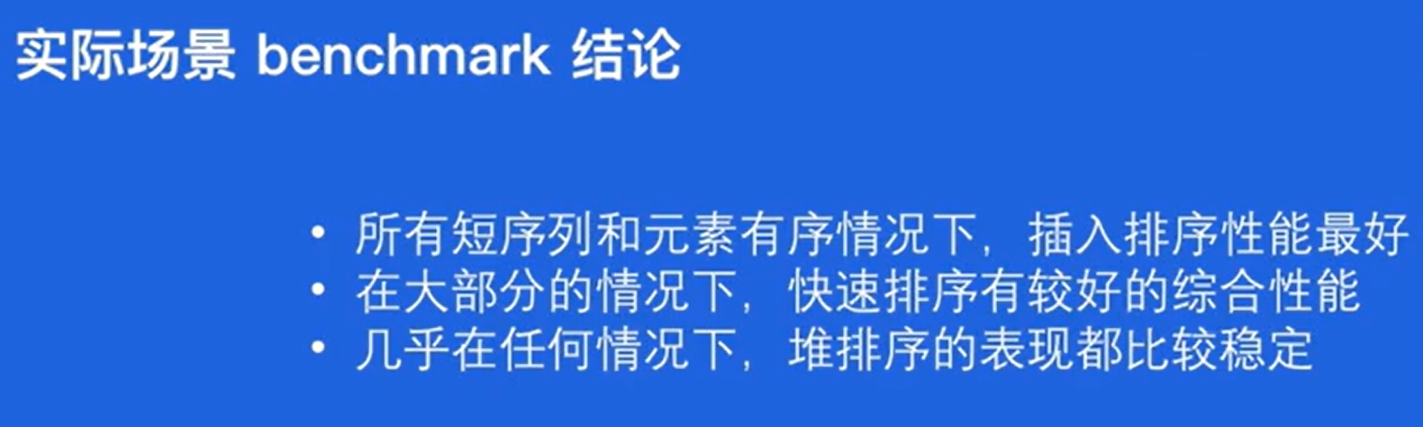 实际场景 benchmark 结论
• 所有短序列和元素有序情况下，插入排序性能最好
• 在大部分的情况下，快速排序有较好的综合性能
• 几乎在任何情况下，堆排序的表现都比较稳定